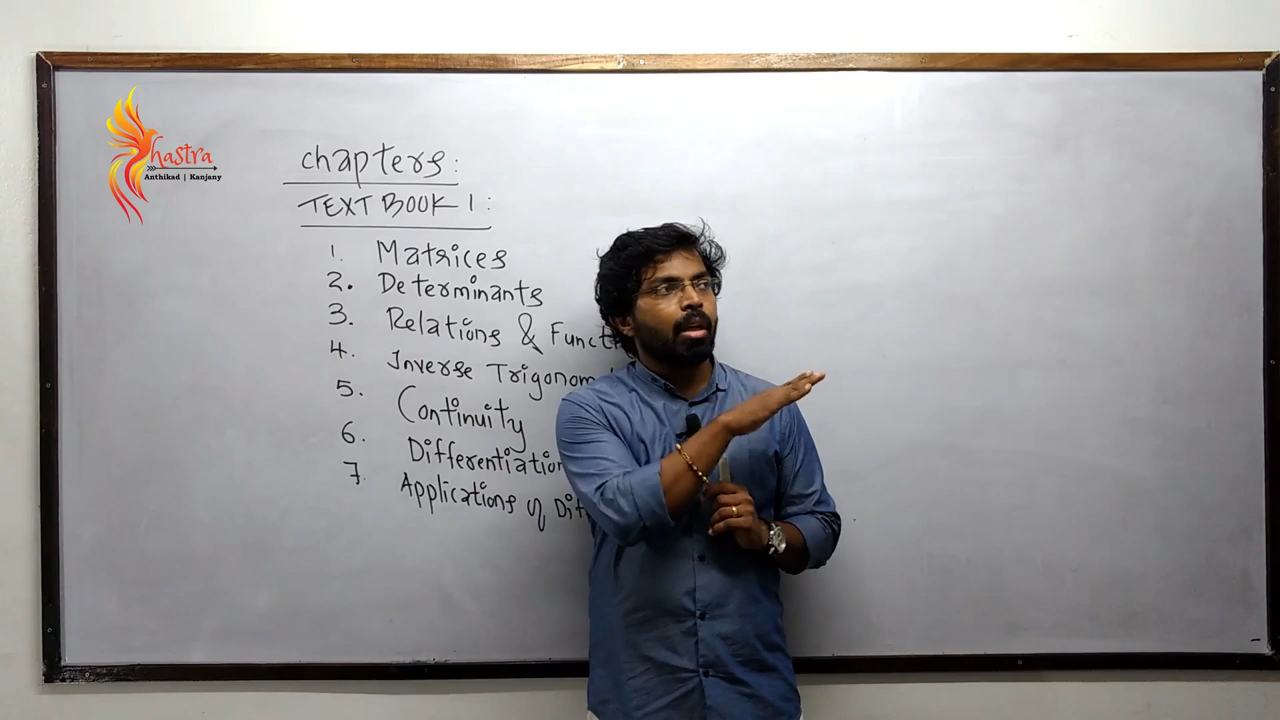 hastra
Anthikad | Kanjany
chapters:
TEXT BOOK 1:
1. Matrices
2. Determinants
3. Relations & Functi
4. Inverse Trigonom
5. Continuity
6. Differentiation
7. Applications of Dif